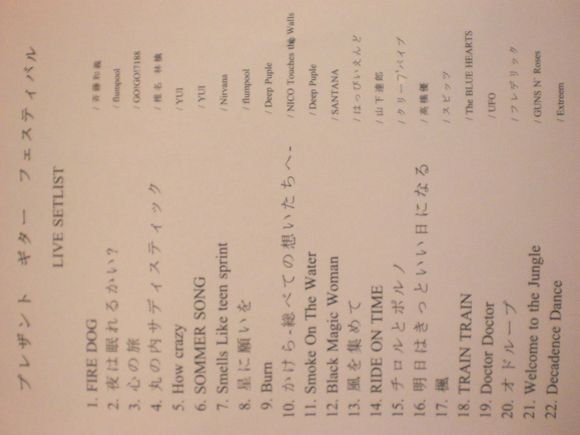 プレザント ギター フェスティバル
LIVE SETLIST
1. FIRE DOG / 斉藤和義
2. 夜は眠れるかい? / flumpool
3. 心の旅 / GO!GO!7188
4. 丸の内サディスティック / 椎名 林檎
5. How crazy / YUI
6. SOMMER SONG / YUI
7. Smells Like teen sprint / Nirvana
8. 星に願いを / flumpool
9. Burn / Deep Puple
10. かけら-総べての想いたちへ- / NICO Touches the Walls
11. Smoke On The Water / Deep Puple
12. Black Magic Woman / SANTANA
13. 風を集めて / はっぴいえんど
14. RIDE ON TIME / 山下達郎
15. チロルとポルノ / クリープパイプ
16. 明日はきっといい日になる / 高橋優
17. 楓 / スピッツ
18. TRAIN TRAIN / The BLUE HEARTS
19. Doctor Doctor / UFO
20. オドループ / フレデリック
21. Welcome to the Jungle / GUNS N' Roses
22. Decadence Dance / Extreem